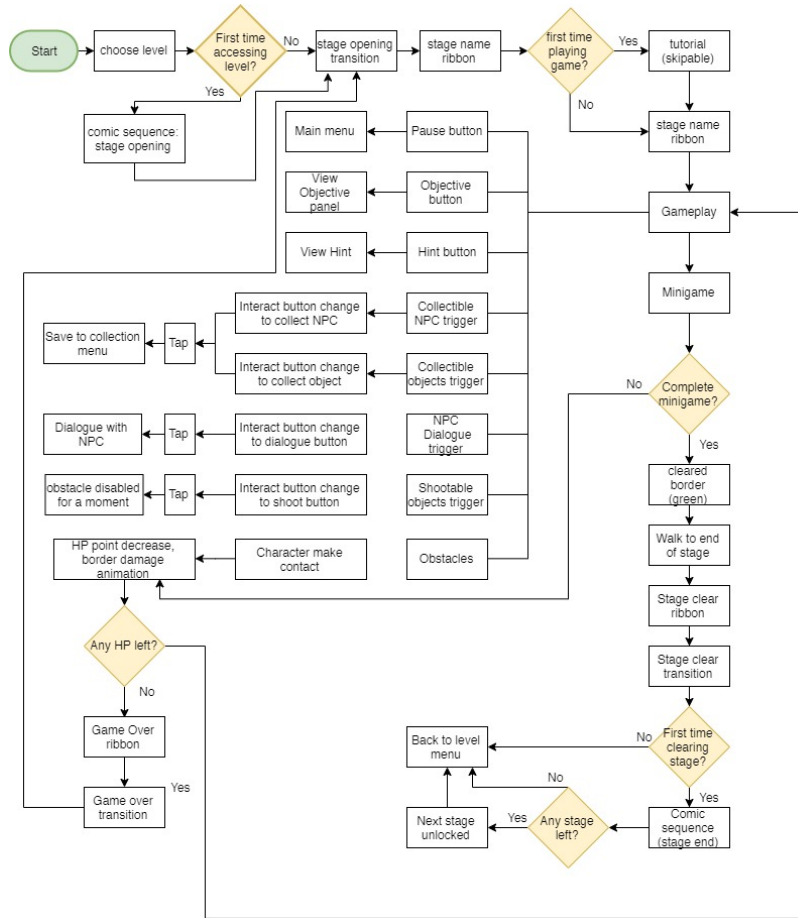 Start
choose level
First time
accessing
level?
No
Yes
stage opening
transition
stage name
ribbon
first time
playing
game?
Yes
No
tutorial
(skipable)
comic sequence:
stage opening
stage name
ribbon
Main menu
Pause button
View
Objective
panel
Objective
button
Gameplay
View Hint
Hint button
Minigame
Interact button change
to collect NPC
Collectible
NPC trigger
Save to collection
menu
Tap
Interact button change
to collect object
Collectible
objects trigger
No
Complete
minigame?
Yes
Dialogue with
NPC
Tap
Interact button change
to dialogue button
NPC
Dialogue
trigger
cleared
border
(green)
obstacle disabled
for a moment
Tap
Interact button change
to shoot button
Shootable
objects trigger
Walk to end
of stage
HP point decrease,
border damage
animation
Character make
contact
Obstacles
Stage clear
ribbon
Any HP left?
No
Yes
Stage clear
transition
Game Over
ribbon
Game over
transition
Back to level
menu
No
First time
clearing
stage?
Yes
No
Next stage
unlocked
Yes
Any stage
left?
Comic
sequence
(stage end)